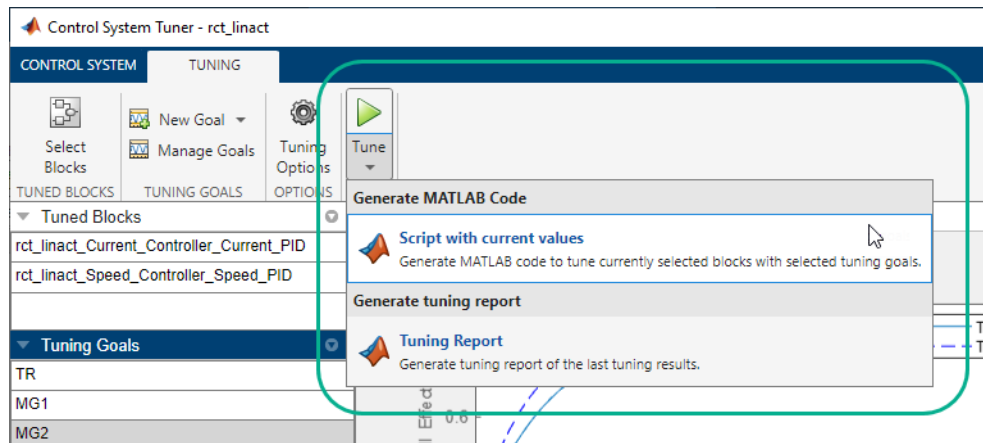 Control System Tuner - rct_linact
CONTROL SYSTEM
TUNING
Select
Blocks
New Goal
Manage Goals
Tuning
Options
Tune
TUNED BLOCKS
TUNING GOALS
OPTIONS
Generate MATLAB Code
Script with current values
Generate MATLAB code to tune currently selected blocks with selected tuning goals.
Generate tuning report
Tuning Report
Generate tuning report of the last tuning results.
Tuned Blocks
rct_linact_Current_Controller_Current_PID
rct_linact_Speed_Controller_Speed_PID
Tuning Goals
TR
MG1
MG2
0.6
T
T